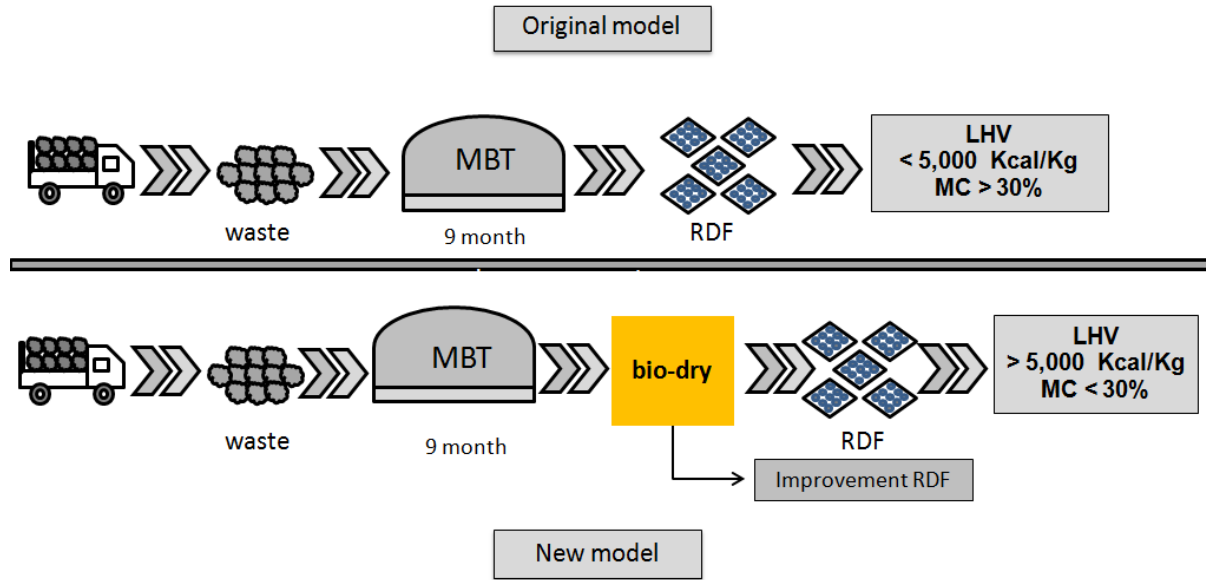 Original model
MBT
LHV
< 5,000 Kcal/Kg
MC > 30%
waste
9 month
RDF
MBT
bio-dry
LHV
> 5,000 Kcal/Kg
MC < 30%
waste
9 month
RDF
Improvement RDF
New model